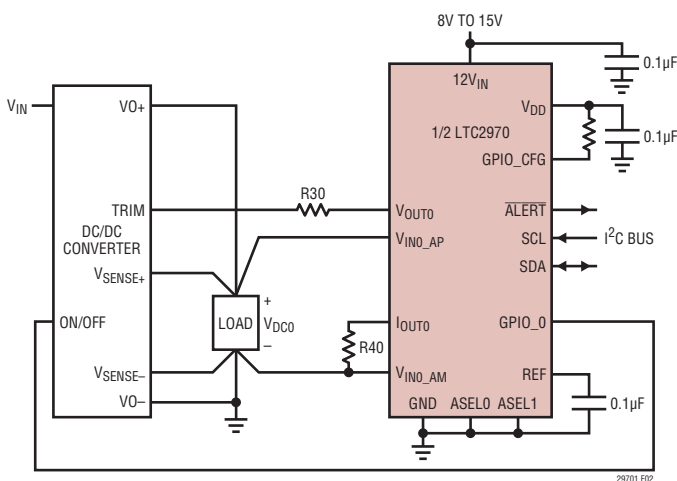 8V TO 15V
0.1µF
12V_IN
V_IN
VO+
V_DD
1/2 LTC2970
0.1µF
GPIO_CFG
R30
TRIM
V_OUT0
ALERT
DC/DC
CONVERTER
V_IN0_AP
SCL
I²C BUS
V_SENSE+
SDA
+
ON/OFF
LOAD
V_DC0
–
I_OUT0
GPIO_0
R40
V_SENSE–
V_IN0_AM
REF
VO–
GND
ASEL0
ASEL1
0.1µF
29701 F02